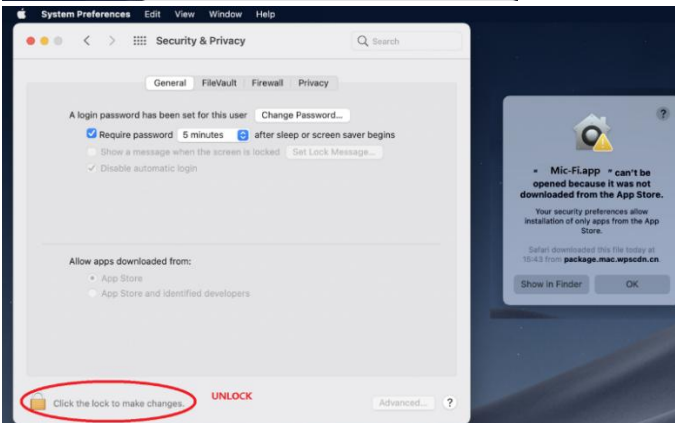 System Preferences Edit View Window Help
Security & Privacy
Search
General FileVault Firewall Privacy
A login password has been set for this user Change Password...
Require password 5 minutes after sleep or screen saver begins
Show a message when the screen is locked Set Lock Message...
Disable automatic login
Allow apps downloaded from:
App Store
App Store and identified developers
Click the lock to make changes.
UNLOCK
Advanced... ?
?
" Mic-Fi.app " can't be
opened because it was not
downloaded from the App Store.
Your security preferences allow
installation of only apps from the App
Store.
Safari downloaded this file today at
16:43 from package.mac.wpscdn.cn.
Show in Finder OK